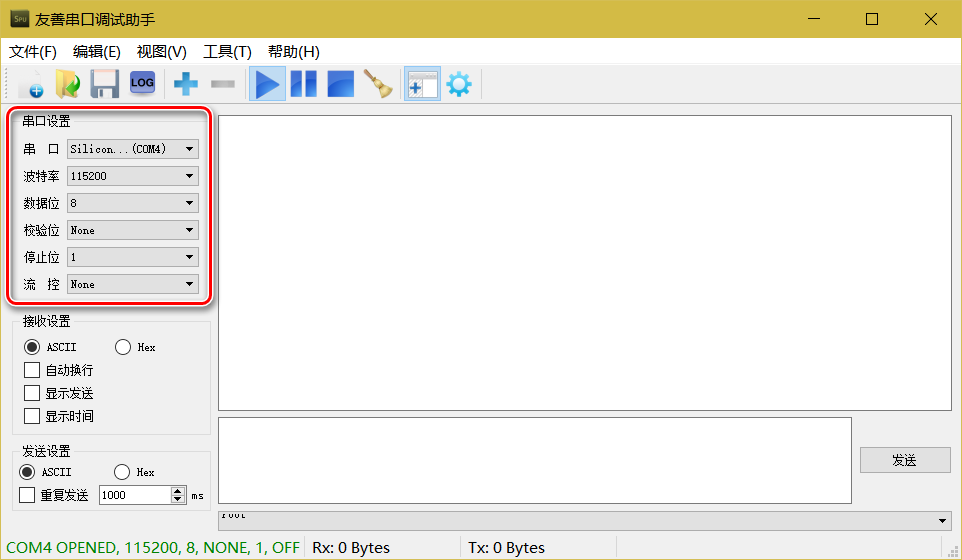 SPU 友善串口调试助手
文件(F) 编辑(E) 视图(V) 工具(T) 帮助(H)
LOG
串口设置
串 口 Silicon...(COM4)
波特率 115200
数据位 8
校验位 None
停止位 1
流 控 None
接收设置
ASCII Hex
自动换行
显示发送
显示时间
发送设置
ASCII Hex
重复发送 1000 ms
发送
root
COM4 OPENED, 115200, 8, NONE, 1, OFF Rx: 0 Bytes Tx: 0 Bytes